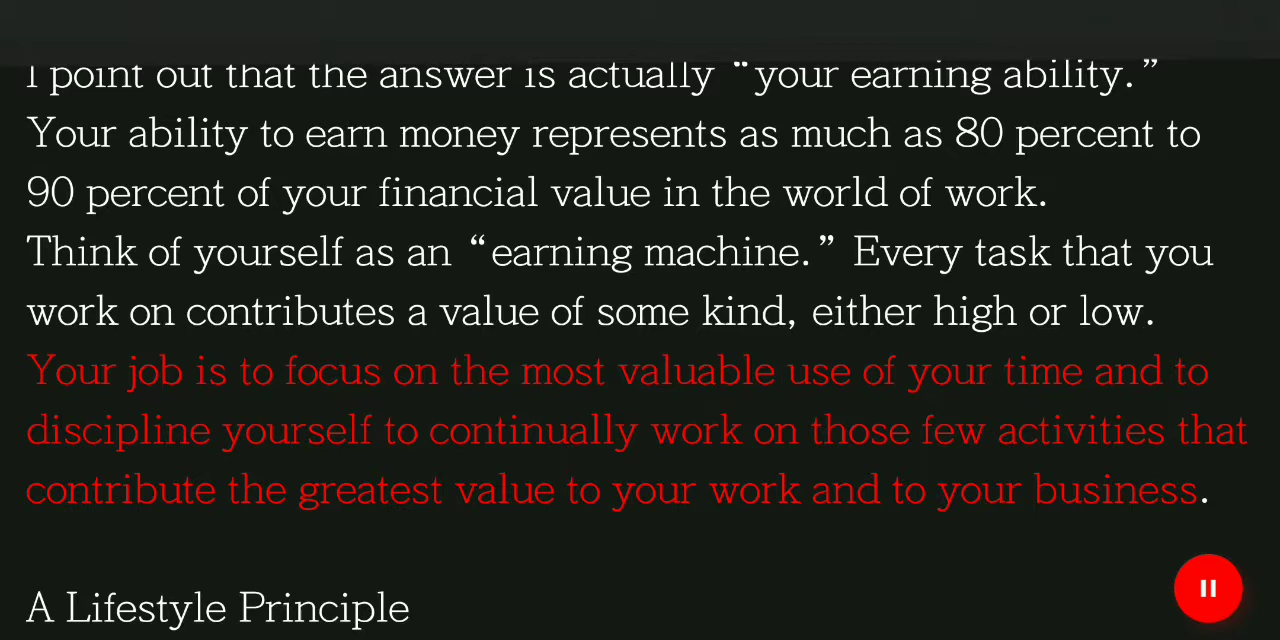 I point out that the answer is actually “your earning ability.”
Your ability to earn money represents as much as 80 percent to
90 percent of your financial value in the world of work.
Think of yourself as an “earning machine.” Every task that you
work on contributes a value of some kind, either high or low.
Your job is to focus on the most valuable use of your time and to
discipline yourself to continually work on those few activities that
contribute the greatest value to your work and to your business.
A Lifestyle Principle